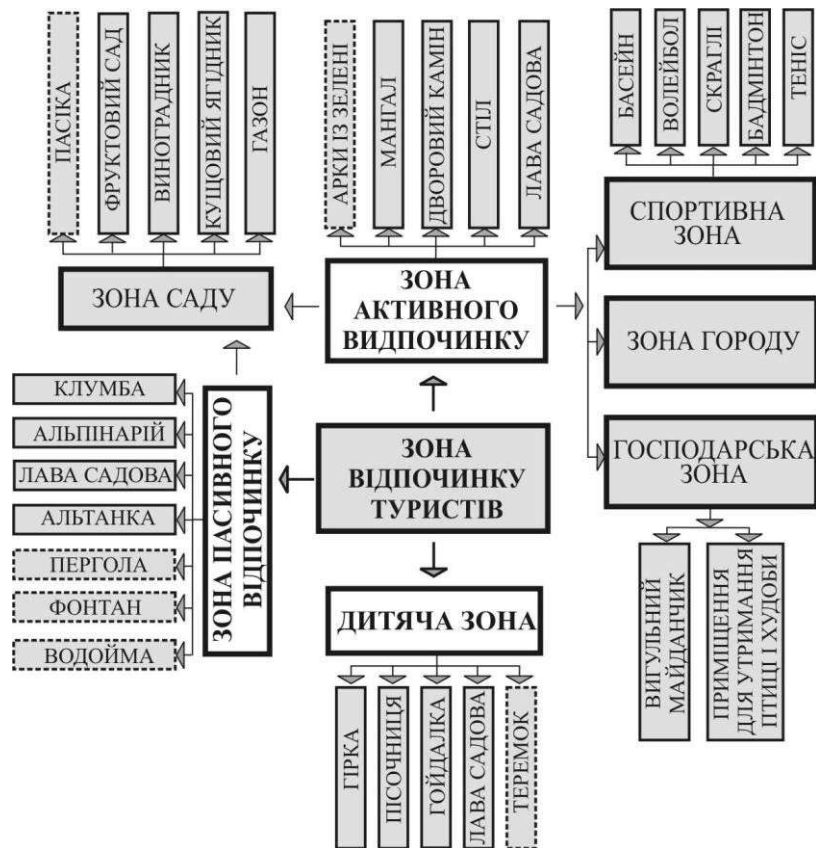 ПАСІКА
ФРУКТОВИЙ САД
ВИНОГРАДНИК
КУЩОВИЙ ЯГІДНИК
ГАЗОН
АРКИ ІЗ ЗЕЛЕНІ
МАНГАЛ
ДВОРОВИЙ КАМІН
СТІЛ
ЛАВА САДОВА
БАСЕЙН
ВОЛЕЙБОЛ
СКРАГЛІ
БАДМІНТОН
ТЕНІС
ЗОНА САДУ
ЗОНА
АКТИВНОГО
ВИДПОЧИНКУ
СПОРТИВНА
ЗОНА
ЗОНА ГОРОДУ
ГОСПОДАРСЬКА
ЗОНА
КЛУМБА
АЛЬПІНАРІЙ
ЛАВА САДОВА
АЛЬТАНКА
ПЕРГОЛА
ФОНТАН
ВОДОЙМА
ЗОНА ПАСИВНОГО
ВІДПОЧИНКУ
ЗОНА
ВІДПОЧИНКУ
ТУРИСТІВ
ДИТЯЧА ЗОНА
ГІРКА
ПІСОЧНИЦЯ
ГОЙДАЛКА
ЛАВА САДОВА
ТЕРЕМОК
ВИГУЛЬНИЙ
МАЙДАНЧИК
ПРИМІЩЕННЯ
ДЛЯ УТРИМАННЯ
ПТИЦІ І ХУДОБИ